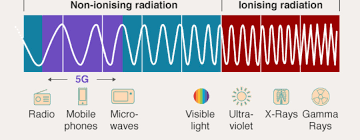 Non-ionising radiation Ionising radiation
5G
Radio Mobile phones Micro-waves Visible light Ultra-violet X-Rays Gamma Rays